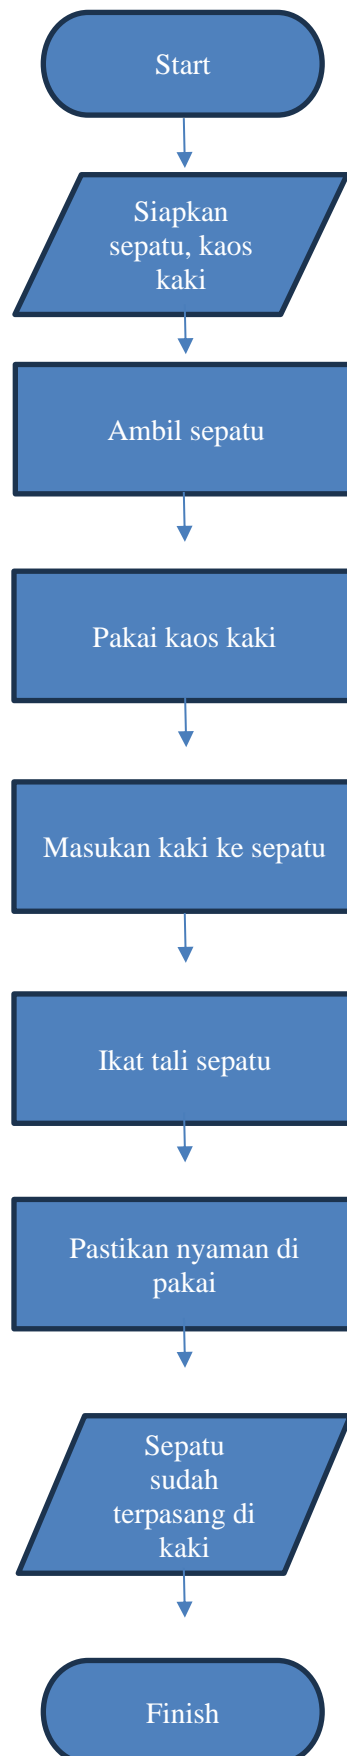 Start
Siapkan
sepatu, kaos
kaki
Ambil sepatu
Pakai kaos kaki
Masukan kaki ke sepatu
Ikat tali sepatu
Pastikan nyaman di
pakai
Sepatu
sudah
terpasang di
kaki
Finish